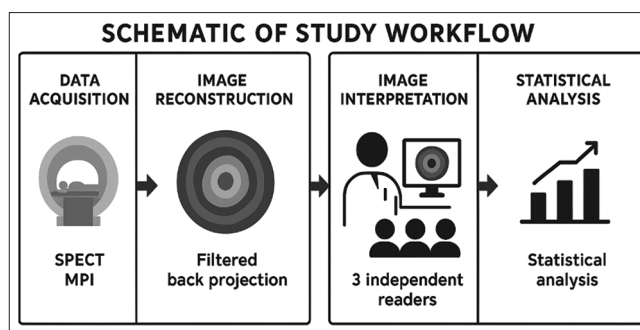 SCHEMATIC OF STUDY WORKFLOW
DATA
ACQUISITION
SPECT
MPI
IMAGE
RECONSTRUCTION
Filtered
back projection
IMAGE
INTERPRETATION
3 independent
readers
STATISTICAL
ANALYSIS
Statistical
analysis